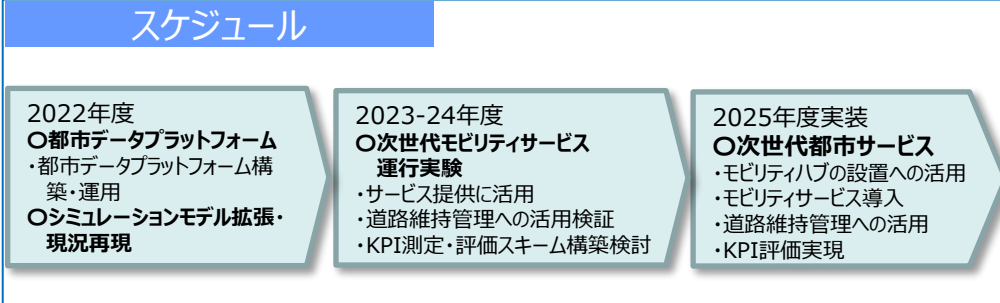 スケジュール
2022年度
〇都市データプラットフォーム
・都市データプラットフォーム構
築・運用
〇シミュレーションモデル拡張・
現況再現
2023-24年度
〇次世代モビリティサービス
運行実験
・サービス提供に活用
・道路維持管理への活用検証
・KPI測定・評価スキーム構築検討
2025年度実装
〇次世代都市サービス
・モビリティハブの設置への活用
・モビリティサービス導入
・道路維持管理への活用
・KPI評価実現